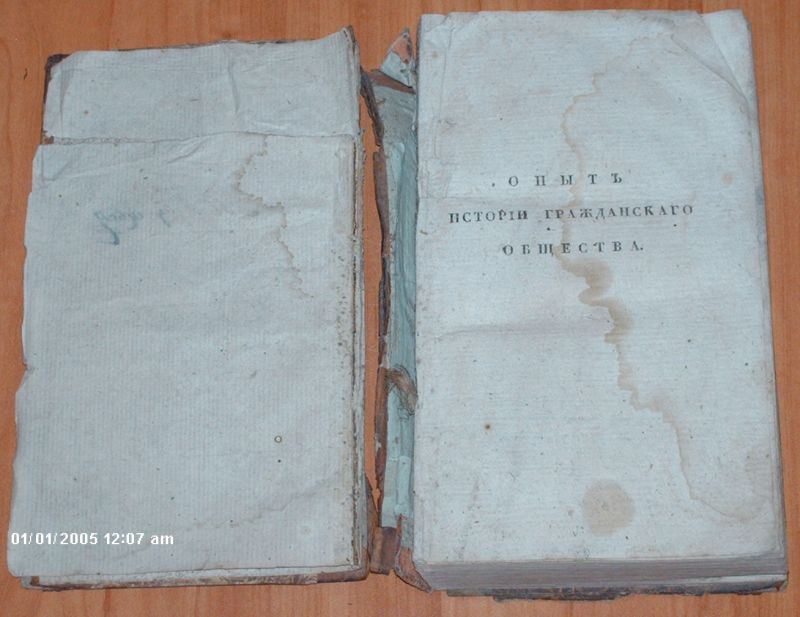 ОПЫТЪ
ИСТОРІИ ГРАЖДАНСКАГО
ОБЩЕСТВА.
01/01/2005 12:07 am